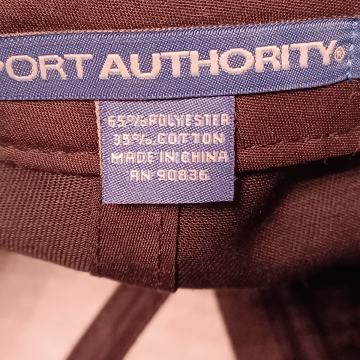 PORT AUTHORITY®
65% POLYESTER
35% COTTON
MADE IN CHINA
RN 90836